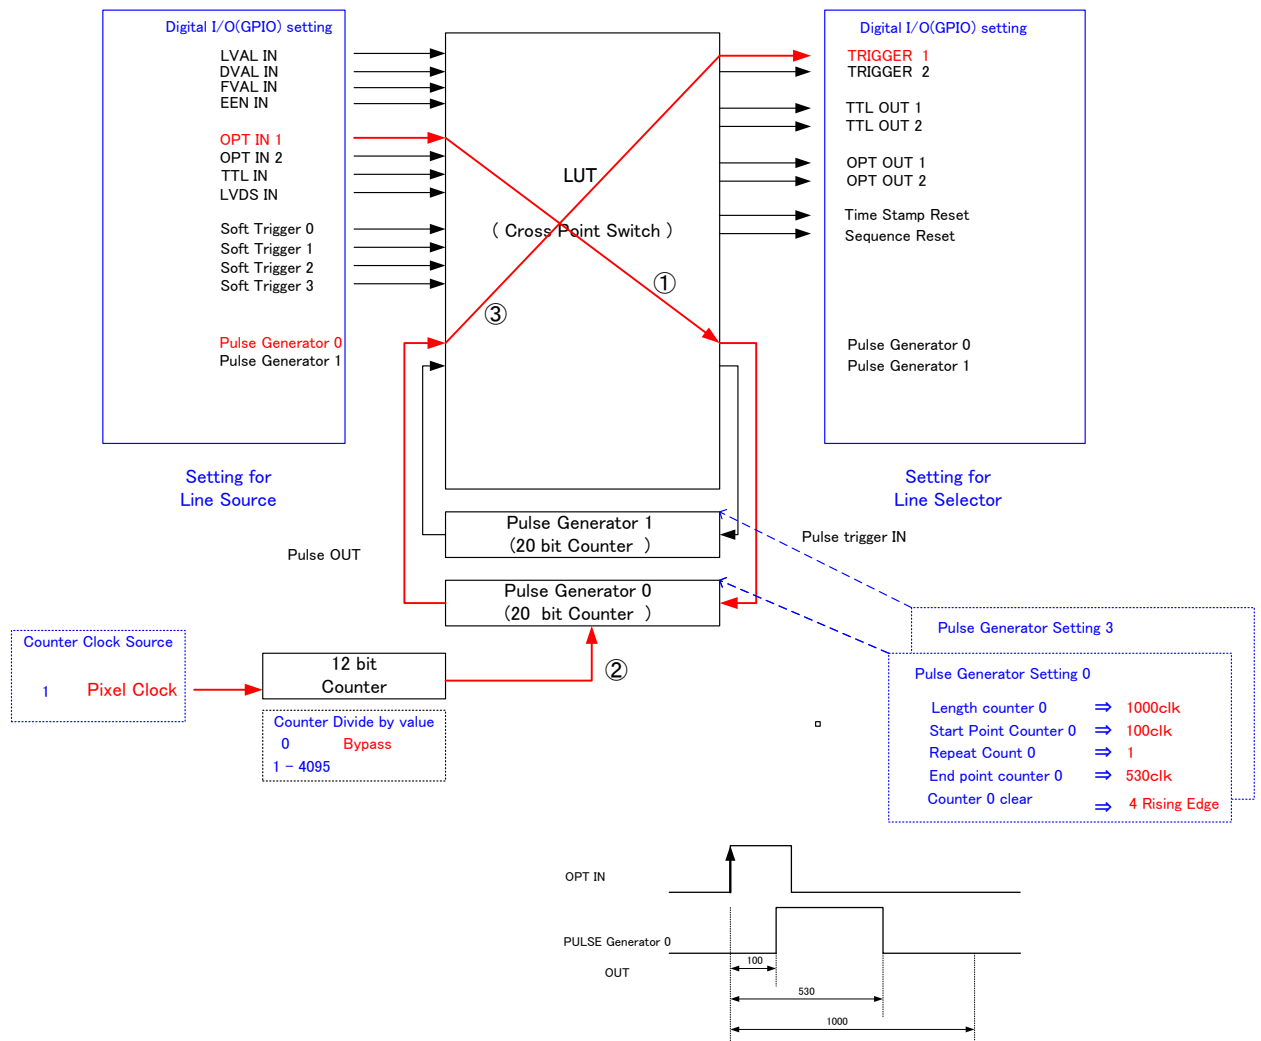 Digital I/O(GPIO) setting
LVAL IN
DVAL IN
FVAL IN
EEN IN
OPT IN 1
OPT IN 2
TTL IN
LVDS IN
Soft Trigger 0
Soft Trigger 1
Soft Trigger 2
Soft Trigger 3
Pulse Generator 0
Pulse Generator 1
Setting for
Line Source
LUT
( Cross Point Switch )
①
③
Digital I/O(GPIO) setting
TRIGGER 1
TRIGGER 2
TTL OUT 1
TTL OUT 2
OPT OUT 1
OPT OUT 2
Time Stamp Reset
Sequence Reset
Pulse Generator 0
Pulse Generator 1
Setting for
Line Selector
Pulse Generator 1
(20 bit Counter )
Pulse OUT
Pulse trigger IN
Pulse Generator 0
(20 bit Counter )
Counter Clock Source
1 Pixel Clock
12 bit
Counter
②
Counter Divide by value
0 Bypass
1 - 4095
Pulse Generator Setting 3
Pulse Generator Setting 0
Length counter 0 ⇒ 1000clk
Start Point Counter 0 ⇒ 100clk
Repeat Count 0 ⇒ 1
End point counter 0 ⇒ 530clk
Counter 0 clear ⇒ 4 Rising Edge
OPT IN
PULSE Generator 0
OUT
100
530
1000